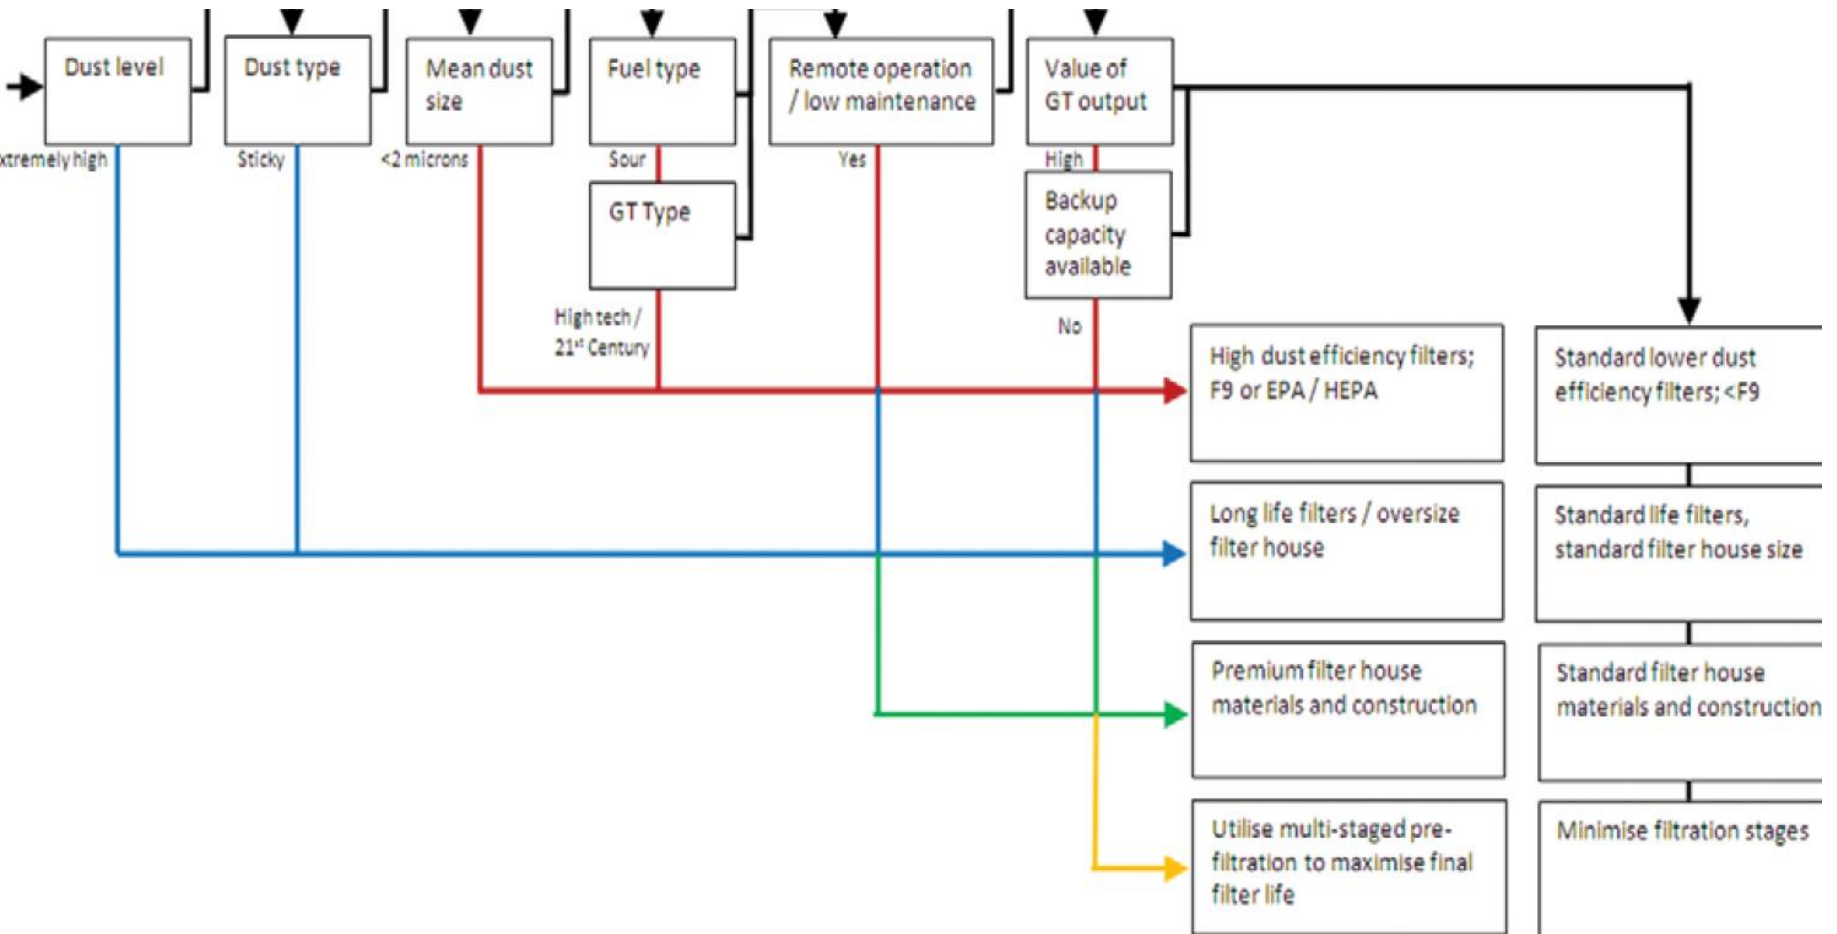 Dust level
Dust type
Mean dust
size
Fuel type
Remote operation
/ low maintenance
Value of
GT output
xtremely high
Sticky
<2 microns
Sour
Yes
High
GT Type
Backup
capacity
available
High tech /
21st Century
No
High dust efficiency filters;
F9 or EPA / HEPA
Standard lower dust
efficiency filters; <F9
Long life filters / oversize
filter house
Standard life filters,
standard filter house size
Premium filter house
materials and construction
Standard filter house
materials and construction
Utilise multi-staged pre-
filtration to maximise final
filter life
Minimise filtration stages